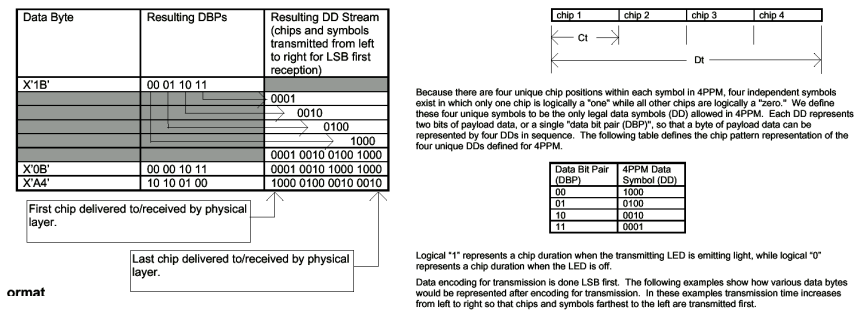 Data Byte Resulting DBPs Resulting DD Stream
(chips and symbols
transmitted from left
to right for LSB first
reception)
X'1B' 00 01 10 11
0001
0010
0100
1000
0001 0010 0100 1000
X'0B' 00 00 10 11 0001 0010 1000 1000
X'A4' 10 10 01 00 1000 0100 0010 0010
First chip delivered to/received by physical
layer.
Last chip delivered to/received by physical
layer.
ormat
chip 1 chip 2 chip 3 chip 4
Ct
Dt
Because there are four unique chip positions within each symbol in 4PPM, four independent symbols
exist in which only one chip is logically a "one" while all other chips are logically a "zero." We define
these four unique symbols to be the only legal data symbols (DD) allowed in 4PPM. Each DD represents
two bits of payload data, or a single "data bit pair (DBP)", so that a byte of payload data can be
represented by four DDs in sequence. The following table defines the chip pattern representation of the
four unique DDs defined for 4PPM.
Data Bit Pair 4PPM Data
(DBP) Symbol (DD)
00 1000
01 0100
10 0010
11 0001
Logical "1" represents a chip duration when the transmitting LED is emitting light, while logical "0"
represents a chip duration when the LED is off.
Data encoding for transmission is done LSB first. The following examples show how various data bytes
would be represented after encoding for transmission. In these examples transmission time increases
from left to right so that chips and symbols farthest to the left are transmitted first.